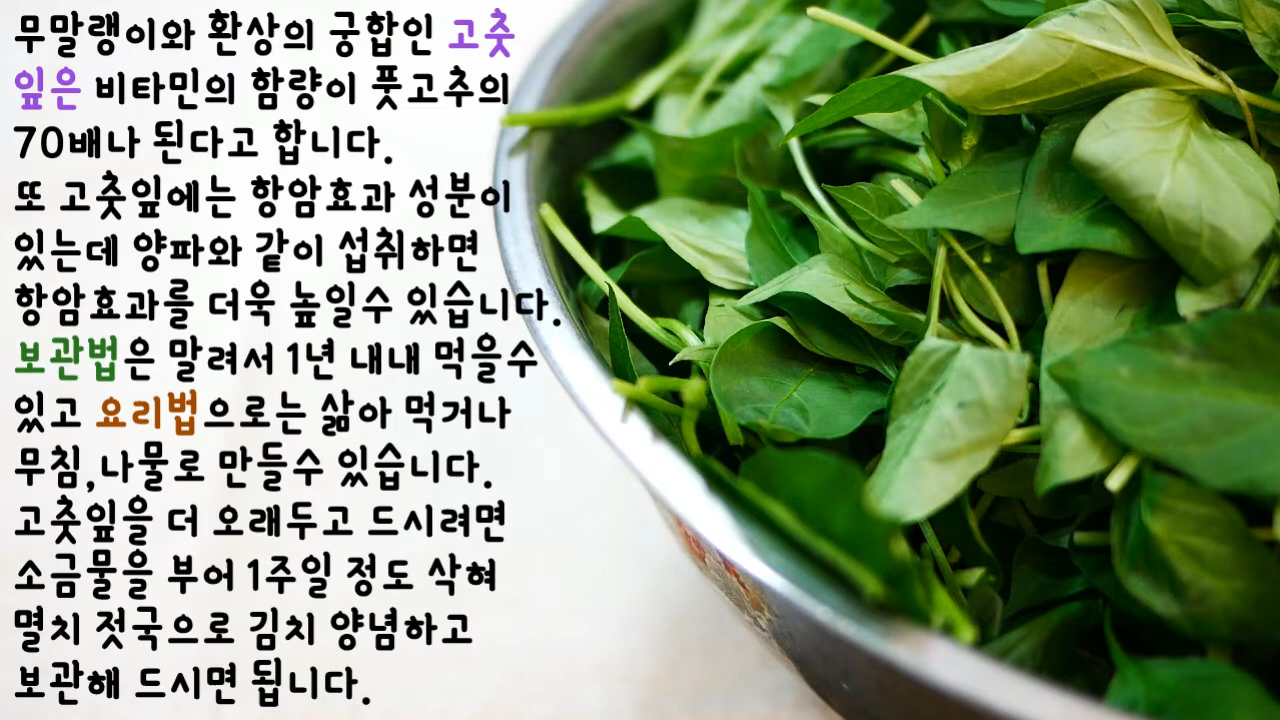 무말랭이와 환상의 궁합인 고춧
잎은 비타민의 함량이 풋고추의
70배나 된다고 합니다.
또 고춧잎에는 항암효과 성분이
있는데 양파와 같이 섭취하면
항암효과를 더욱 높일수 있습니다.
보관법은 말려서 1년 내내 먹을수
있고 요리법으로는 삶아 먹거나
무침,나물로 만들수 있습니다.
고춧잎을 더 오래두고 드시려면
소금물을 부어 1주일 정도 삭혀
멸치 젓국으로 김치 양념하고
보관해 드시면 됩니다.